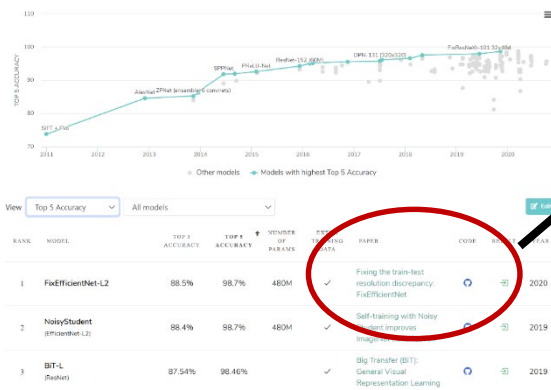 110
100
90
80
70
TOP 5 ACCURACY
SIFT + FVs
AlexNet
ZFNet (ensemble 6 convnets)
SPPNet
PNASNet
ResNet-152
DPN-131 (320x320)
2011 2012 2013 2014 2015 2016 2017 2018 2019 2020
Other models Models with highest Top 5 Accuracy
View Top 5 Accuracy All models Edit
RANK MODEL TOP 1 ACCURACY TOP 5 ACCURACY NUMBER OF PARAMS TRAINING DATA PAPER CODE YEAR
1 FixEfficientNet-L2 88.5% 98.7% 480M Fixing the train-test resolution discrepancy: FixEfficientNet 2020
2 NoisyStudent (EfficientNet-L2) 88.4% 98.7% 480M Self-training with Noisy Student improves 2019
3 BiT-L (ResNet) 87.54% 98.46% Big Transfer (BiT): General Visual Representation Learning 2019